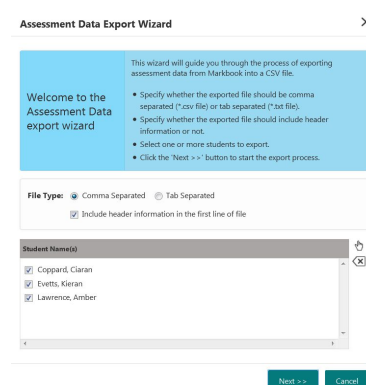 Assessment Data Export Wizard
Welcome to the
Assessment Data
export wizard
This wizard will guide you through the process of exporting
assessment data from Markbook into a CSV file.
• Specify whether the exported file should be comma
separated (*.csv file) or tab separated (*.txt file).
• Specify whether the exported file should include header
information or not.
• Select one or more students to export.
• Click the 'Next >>' button to start the export process.
File Type: Comma Separated Tab Separated
Include header information in the first line of file
Student Name(s)
Coppard, Ciaran
Evetts, Kieran
Lawrence, Amber
Next >> Cancel